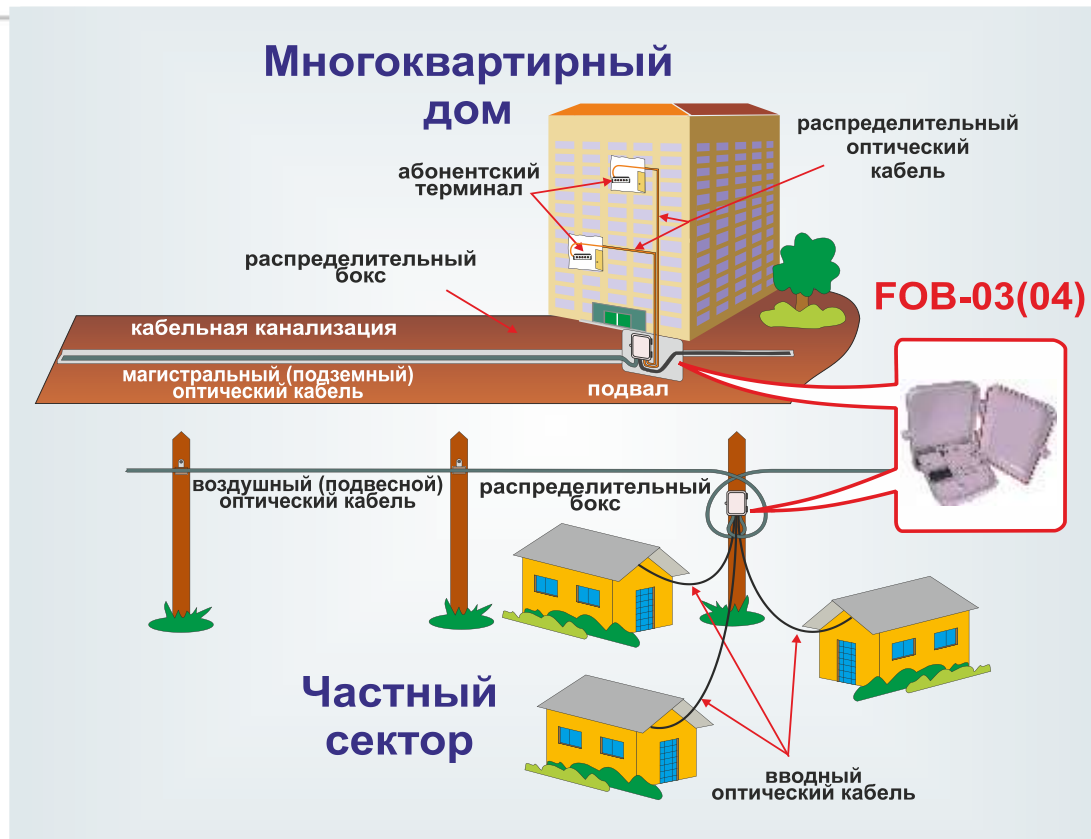 Многоквартирный
дом
распределительный
оптический
кабель
абонентский
терминал
распределительный
бокс
FOB-03(04)
кабельная канализация
магистральный (подземный)
оптический кабель
подвал
воздушный (подвесной)
оптический кабель
распределительный
бокс
Частный
сектор
вводный
оптический кабель